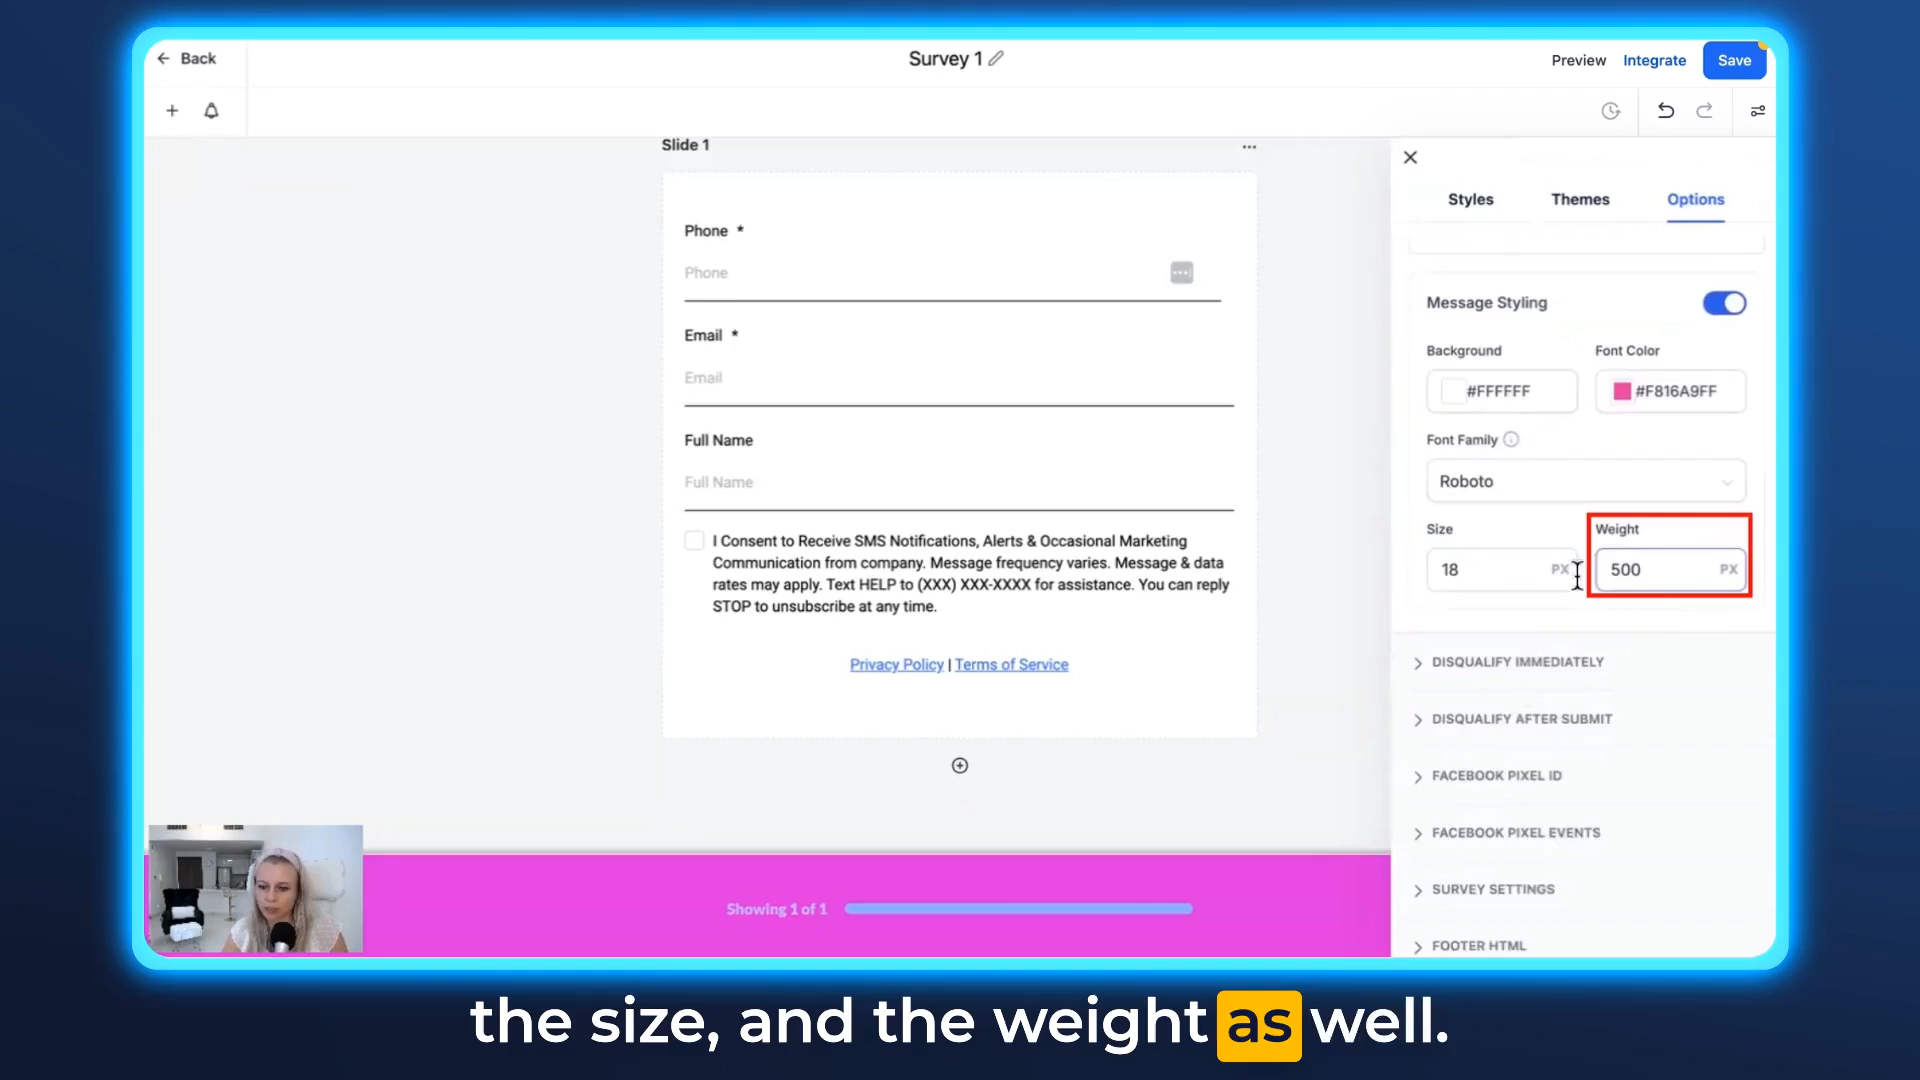 Back
Survey 1
Preview
Integrate
Save
Slide 1
Phone *
Phone
Email *
Email
Full Name
Full Name
I Consent to Receive SMS Notifications, Alerts & Occasional Marketing
Communication from company. Message frequency varies. Message & data
rates may apply. Text HELP to (XXX) XXX-XXXX for assistance. You can reply
STOP to unsubscribe at any time.
Privacy Policy | Terms of Service
Showing 1 of 1
Styles
Themes
Options
Message Styling
Background
Font Color
#FFFFFF
#F816A9FF
Font Family
Roboto
Size
Weight
18 PX
500 PX
DISQUALIFY IMMEDIATELY
DISQUALIFY AFTER SUBMIT
FACEBOOK PIXEL ID
FACEBOOK PIXEL EVENTS
SURVEY SETTINGS
FOOTER HTML
the size, and the weight as well.